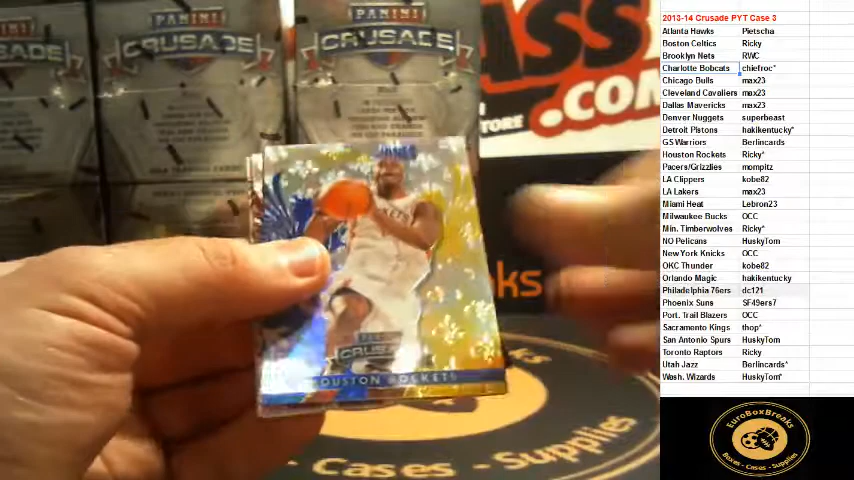 PANINI
PANINI
CRUSADE
CRUSADE
CRUSADE
.COM
STORE
CRUSADE
HOUSTON ROCKETS
- Cases - Supplies
2013-14 Crusade PYT Case 3
Atlanta Hawks Pietscha
Boston Celtics Ricky
Brooklyn Nets RWC
Charlotte Bobcats chiefroc*
Chicago Bulls max23
Cleveland Cavaliers max23
Dallas Mavericks max23
Denver Nuggets superbeast
Detroit Pistons hakikentucky*
GS Warriors Berlincards
Houston Rockets Ricky*
Pacers/Grizzlies mompitz
LA Clippers kobe82
LA Lakers max23
Miami Heat Lebron23
Milwaukee Bucks OCC
Min. Timberwolves Ricky*
NO Pelicans HuskyTom
New York Knicks OCC
OKC Thunder kobe82
Orlando Magic hakikentucky
Philadelphia 76ers dc121
Phoenix Suns SF49ers7
Port. Trail Blazers OCC
Sacramento Kings thop*
San Antonio Spurs HuskyTom
Toronto Raptors Ricky
Utah Jazz Berlincards*
Wash. Wizards HuskyTom*
EuroBoxBreaks
Boxes - Cases - Supplies